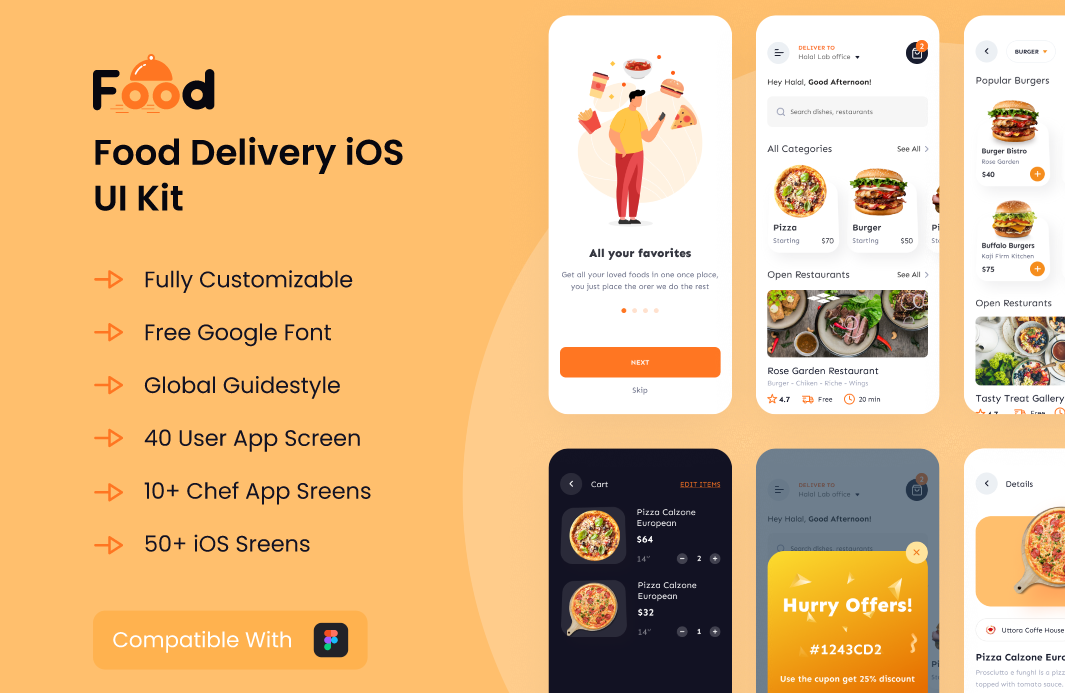 Food
Food Delivery iOS
UI Kit
Fully Customizable
Free Google Font
Global Guidestyle
40 User App Screen
10+ Chef App Sreens
50+ iOS Sreens
Compatible With
All your favorites
Get all your loved foods in one once place,
you just place the orer we do the rest
NEXT
Skip
DELIVER TO
Halal Lab office
2
Hey Halal, Good Afternoon!
Search dishes, restaurants
All Categories
See All
Pizza
Starting $70
Burger
Starting $50
Pi
St
Open Restaurants
See All
Rose Garden Restaurant
Burger - Chiken - Riche - Wings
4.7 Free 20 min
BURGER
Popular Burgers
Burger Bistro
Rose Garden
$40
Buffalo Burgers
Kaji Firm Kitchen
$75
Open Resturants
Tasty Treat Gallery
4.7 Free
Cart
EDIT ITEMS
Pizza Calzone
European
$64
14"
2
Pizza Calzone
European
$32
14"
1
DELIVER TO
Halal Lab office
2
Hey Halal, Good Afternoon!
Search dishes, restaurants
Hurry Offers!
#1243CD2
Use the cupon get 25% discount
Details
Uttora Coffe House
Pizza Calzone Euro
Prosciutto e funghi is a pizz
topped with tomato sauce.